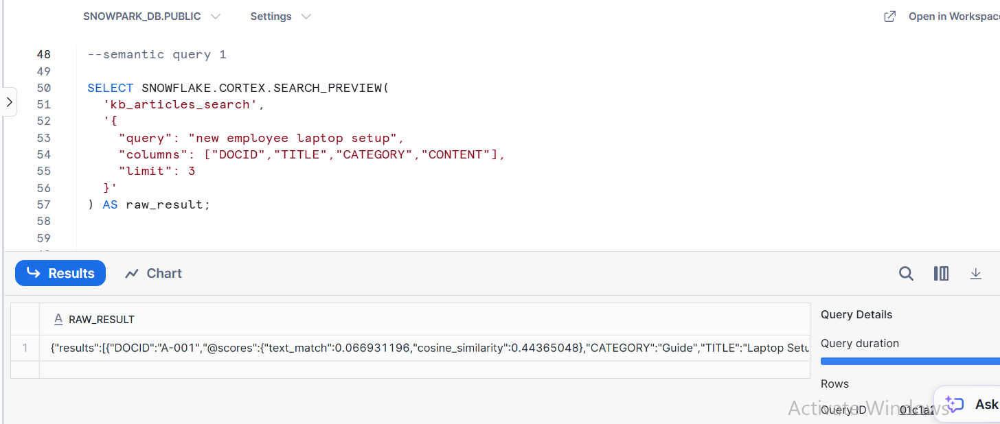 SNOWPARK_DB.PUBLIC Settings Open in Workspac
48 --semantic query 1
49
50 SELECT SNOWFLAKE.CORTEX.SEARCH_PREVIEW(
51 'kb_articles_search',
52 '{
53 "query": "new employee laptop setup",
54 "columns": ["DOCID","TITLE","CATEGORY","CONTENT"],
55 "limit": 3
56 }'
57 ) AS raw_result;
58
59
Results Chart
A RAW_RESULT
1 {"results":[{"DOCID":"A-001","@scores":{"text_match":0.066931196,"cosine_similarity":0.44365048},"CATEGORY":"Guide","TITLE":"Laptop Setu
Query Details
Query duration
Rows
Query ID 01c1a2
Activate Windows
Ask